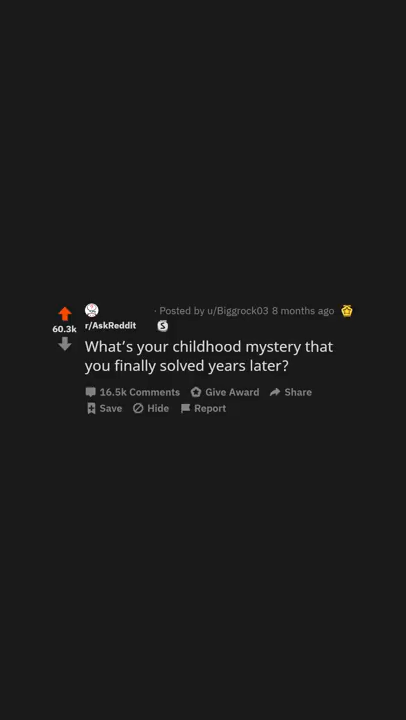 · Posted by u/Biggrock03 8 months ago
60.3k r/AskReddit S
What's your childhood mystery that
you finally solved years later?
16.5k Comments Give Award Share
Save Hide Report